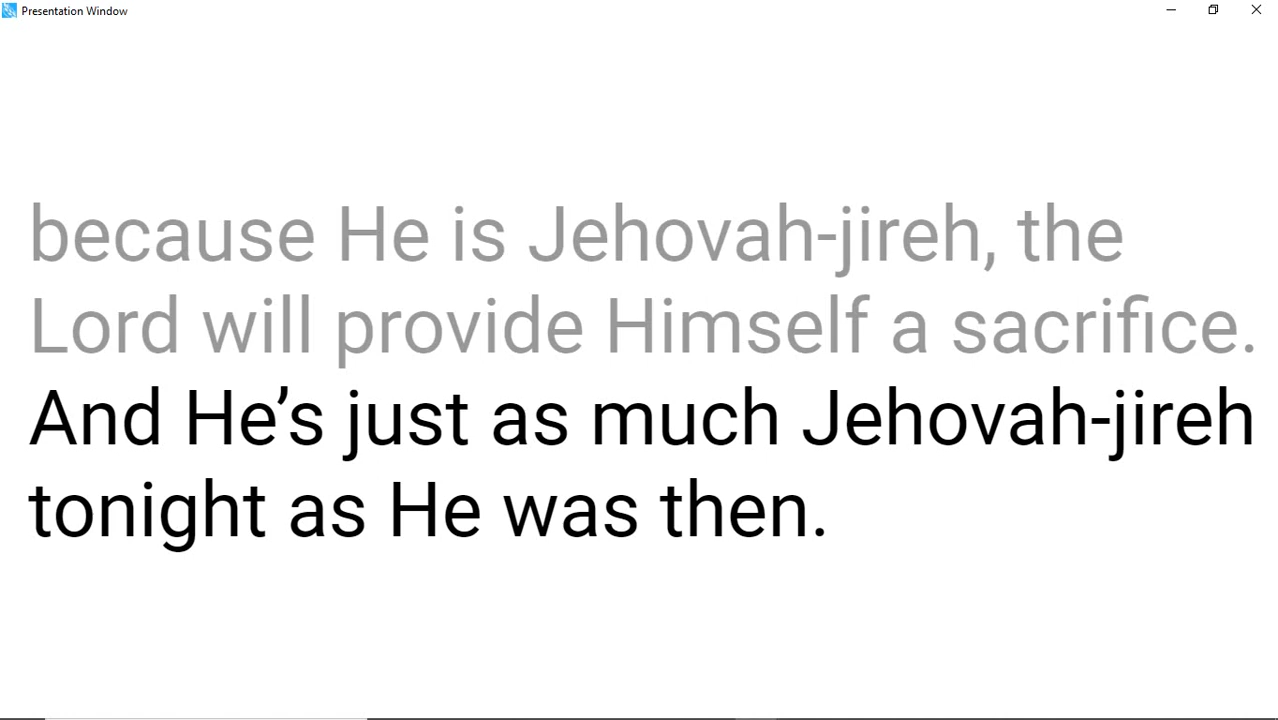 Presentation Window
because He is Jehovah-jireh, the
Lord will provide Himself a sacrifice.
And He’s just as much Jehovah-jireh
tonight as He was then.